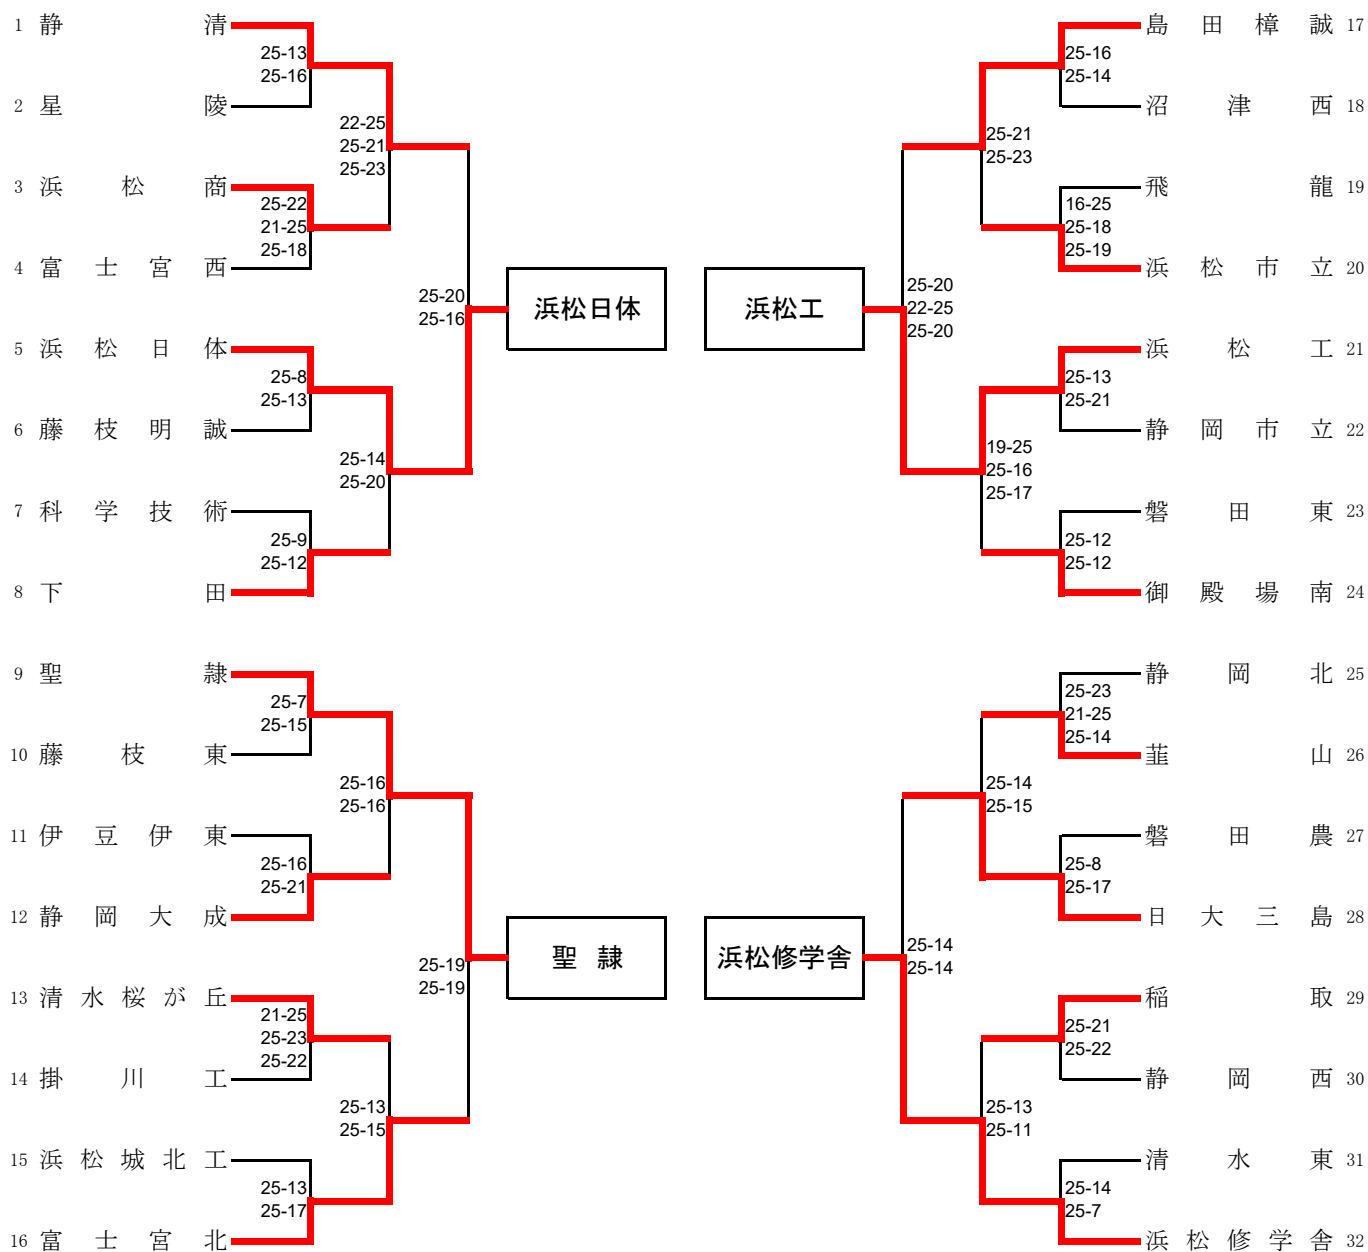 1 静清
25-13
25-16
2 星陵
22-25
25-21
25-23
3 浜松商
25-22
21-25
25-18
4 富士宮西
25-20
25-16
浜松日体
5 浜松日体
25-8
25-13
6 藤枝明誠
25-14
25-20
7 科学技術
25-9
25-12
8 下田
9 聖隷
25-7
25-15
10 藤枝東
25-16
25-16
11 伊豆伊東
25-16
25-21
12 静岡大成
25-19
25-19
聖隷
13 清水桜が丘
21-25
25-23
25-22
14 掛川工
25-13
25-15
15 浜松城北工
25-13
25-17
16 富士宮北
島田樟誠 17
25-16
25-14
沼津西 18
25-21
25-23
飛龍 19
16-25
25-18
25-19
浜松市立 20
浜松工
25-20
22-25
25-20
浜松工 21
25-13
25-21
静岡市立 22
19-25
25-16
25-17
磐田東 23
25-12
25-12
御殿場南 24
静岡北 25
25-23
21-25
25-14
韮山 26
25-14
25-15
磐田農 27
25-8
25-17
日大三島 28
浜松修学舎
25-14
25-14
稲取 29
25-21
25-22
静岡西 30
25-13
25-11
清水東 31
25-14
25-7
浜松修学舎 32